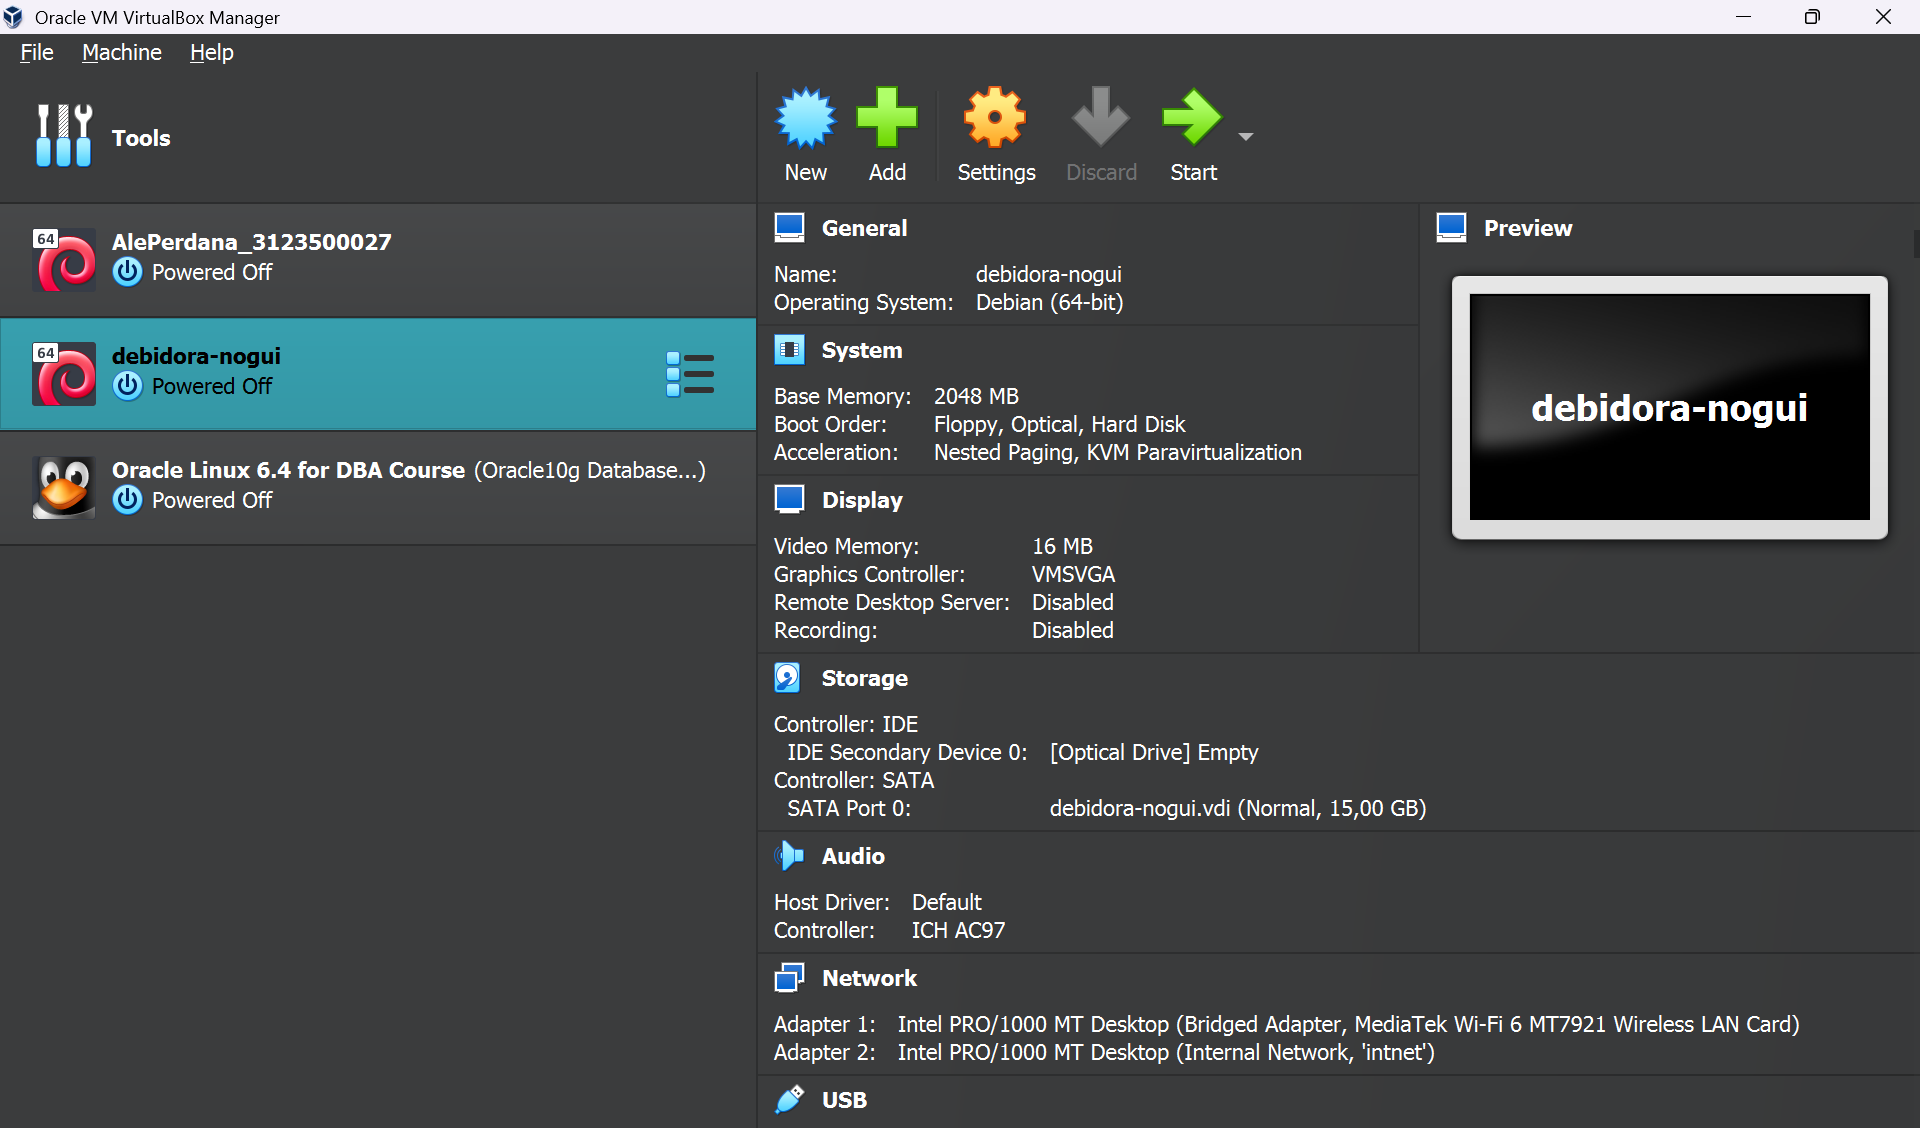 Oracle VM VirtualBox Manager
File Machine Help
Tools
New Add Settings Discard Start
64 AlePerdana_3123500027
Powered Off
64 debidora-nogui
Powered Off
Oracle Linux 6.4 for DBA Course (Oracle10g Database...)
Powered Off
General
Name: debidora-nogui
Operating System: Debian (64-bit)
System
Base Memory: 2048 MB
Boot Order: Floppy, Optical, Hard Disk
Acceleration: Nested Paging, KVM Paravirtualization
Display
Video Memory: 16 MB
Graphics Controller: VMSVGA
Remote Desktop Server: Disabled
Recording: Disabled
Preview
debidora-nogui
Storage
Controller: IDE
IDE Secondary Device 0: [Optical Drive] Empty
Controller: SATA
SATA Port 0: debidora-nogui.vdi (Normal, 15,00 GB)
Audio
Host Driver: Default
Controller: ICH AC97
Network
Adapter 1: Intel PRO/1000 MT Desktop (Bridged Adapter, MediaTek Wi-Fi 6 MT7921 Wireless LAN Card)
Adapter 2: Intel PRO/1000 MT Desktop (Internal Network, 'intnet')
USB